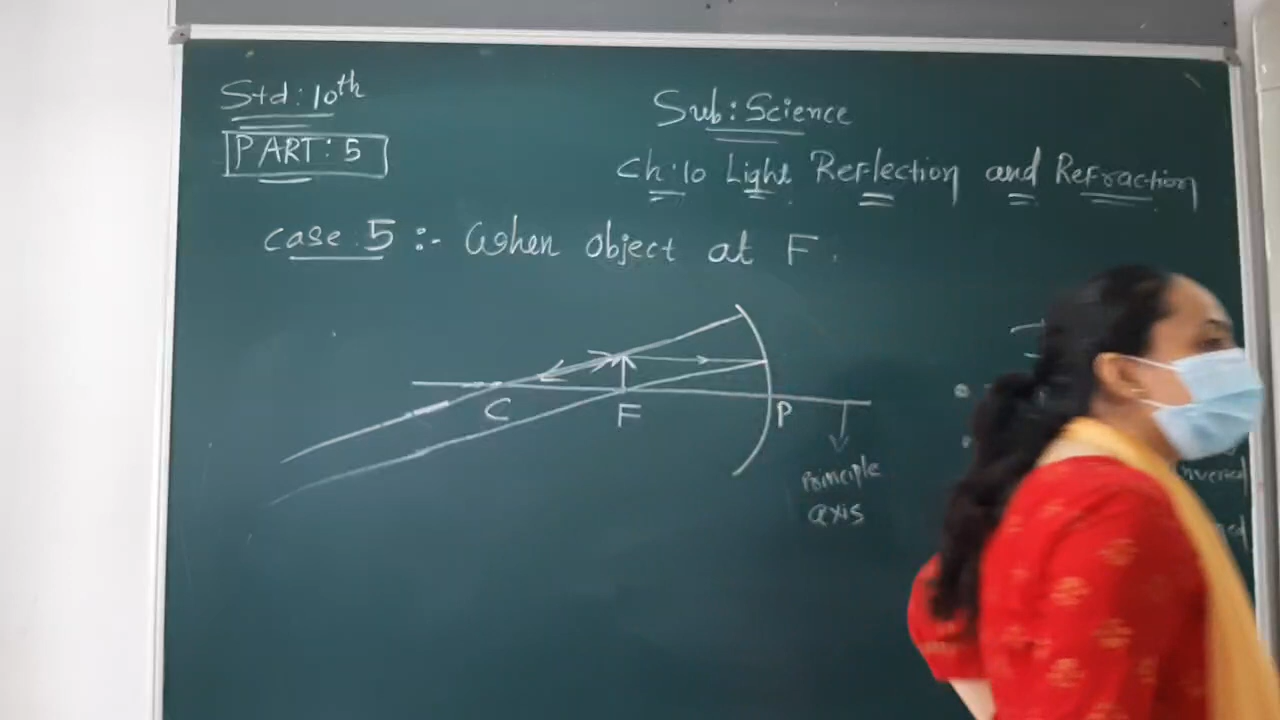 Std: 10th
PART: 5
Sub: Science
Ch: 10 Light Reflection and Refraction
Case 5 :- When object at F.
C
F
P
Principle
axis